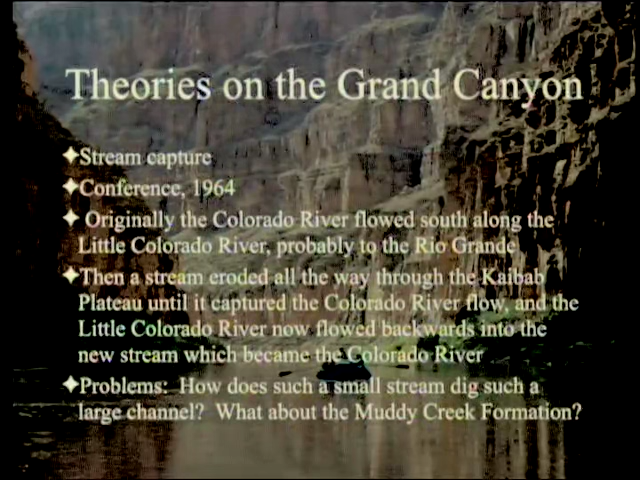 Theories on the Grand Canyon
✦Stream capture
✦Conference, 1964
✦ Originally the Colorado River flowed south along the
Little Colorado River, probably to the Rio Grande
✦Then a stream eroded all the way through the Kaibab
Plateau until it captured the Colorado River flow, and the
Little Colorado River now flowed backwards into the
new stream which became the Colorado River
✦Problems:  How does such a small stream dig such a
large channel?  What about the Muddy Creek Formation?